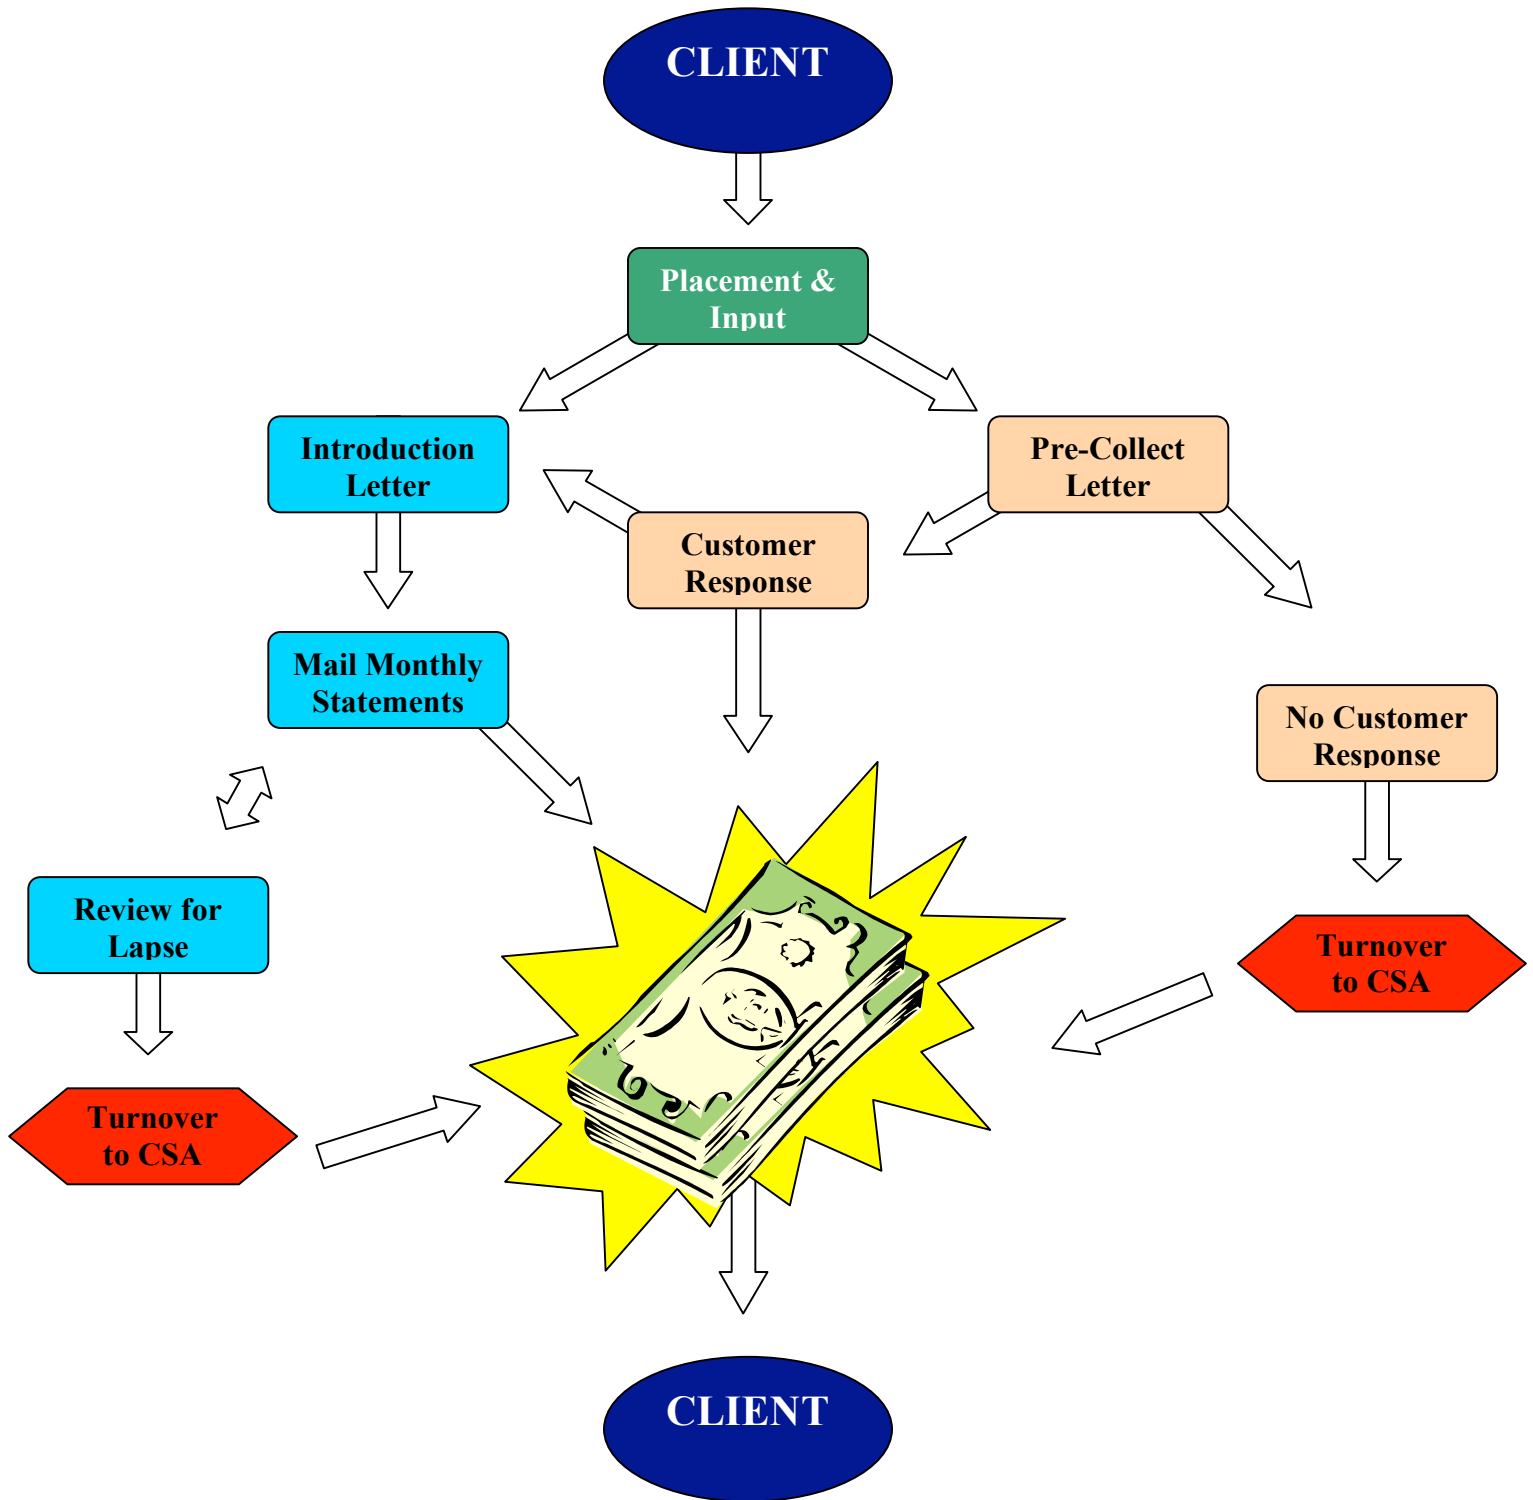 CLIENT
Placement &
Input
Introduction
Letter
Pre-Collect
Letter
Customer
Response
Mail Monthly
Statements
No Customer
Response
Review for
Lapse
Turnover
to CSA
Turnover
to CSA
CLIENT